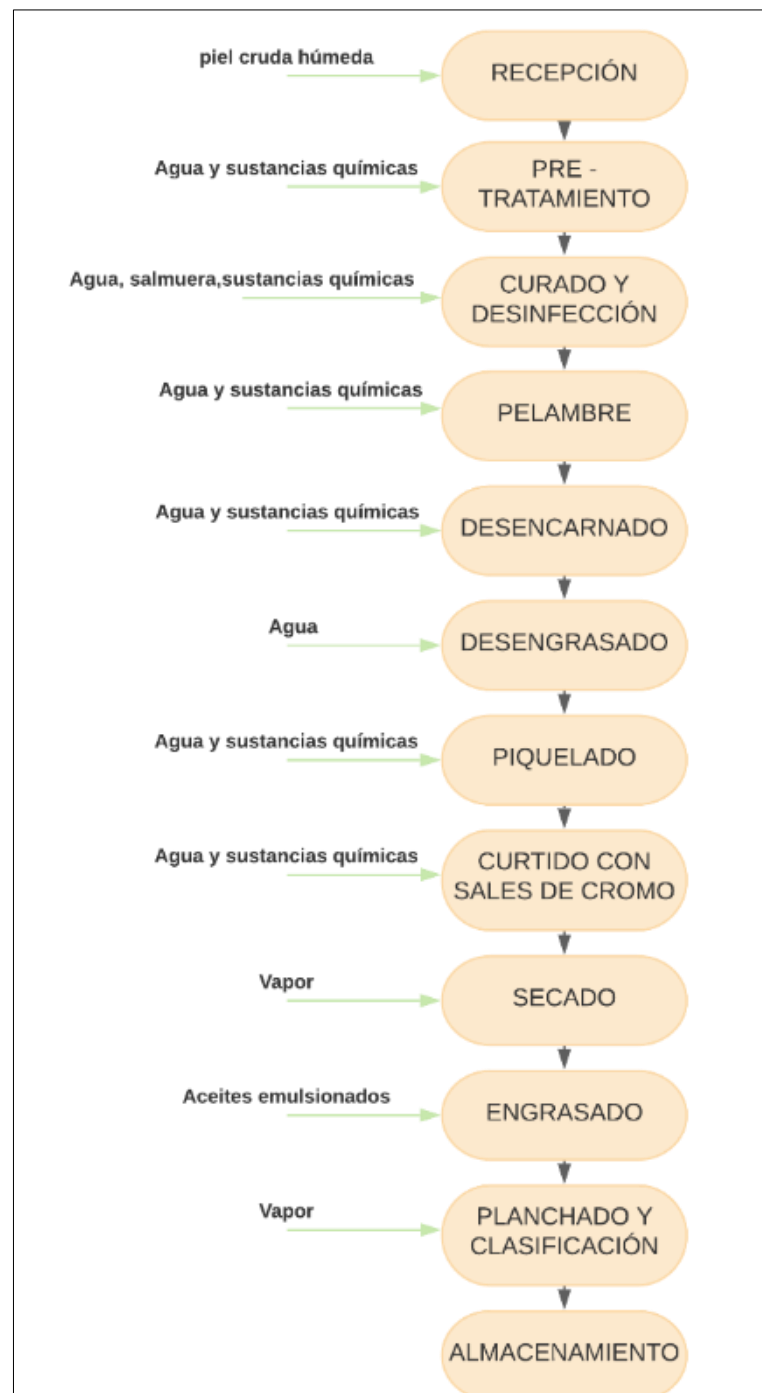 piel cruda húmeda
RECEPCIÓN
Agua y sustancias químicas
PRE -
TRATAMIENTO
Agua, salmuera,sustancias químicas
CURADO Y
DESINFECCIÓN
Agua y sustancias químicas
PELAMBRE
Agua y sustancias químicas
DESENCARNADO
Agua
DESENGRASADO
Agua y sustancias químicas
PIQUELADO
Agua y sustancias químicas
CURTIDO CON
SALES DE CROMO
Vapor
SECADO
Aceites emulsionados
ENGRASADO
Vapor
PLANCHADO Y
CLASIFICACIÓN
ALMACENAMIENTO